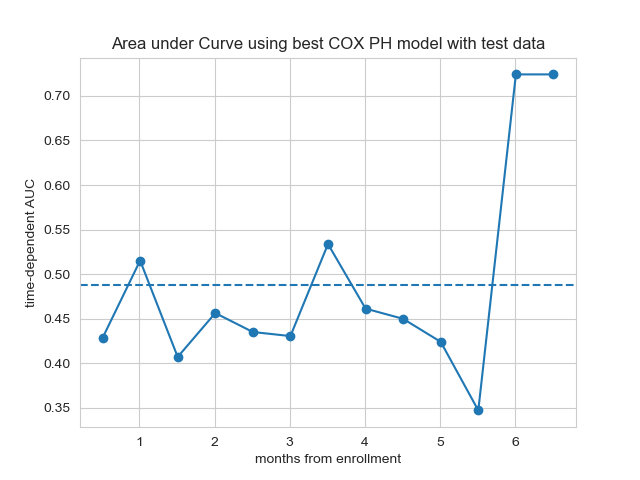 Area under Curve using best COX PH model with test data
time-dependent AUC
0.70
0.65
0.60
0.55
0.50
0.45
0.40
0.35
1 2 3 4 5 6
months from enrollment